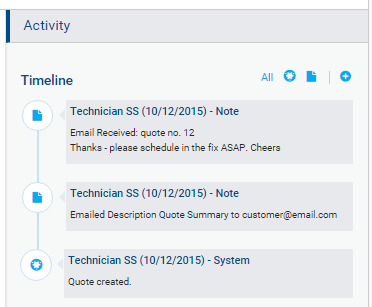 Activity
Timeline
All
Technician SS (10/12/2015) - Note
Email Received: quote no. 12
Thanks - please schedule in the fix ASAP. Cheers
Technician SS (10/12/2015) - Note
Emailed Description Quote Summary to customer@email.com
Technician SS (10/12/2015) - System
Quote created.